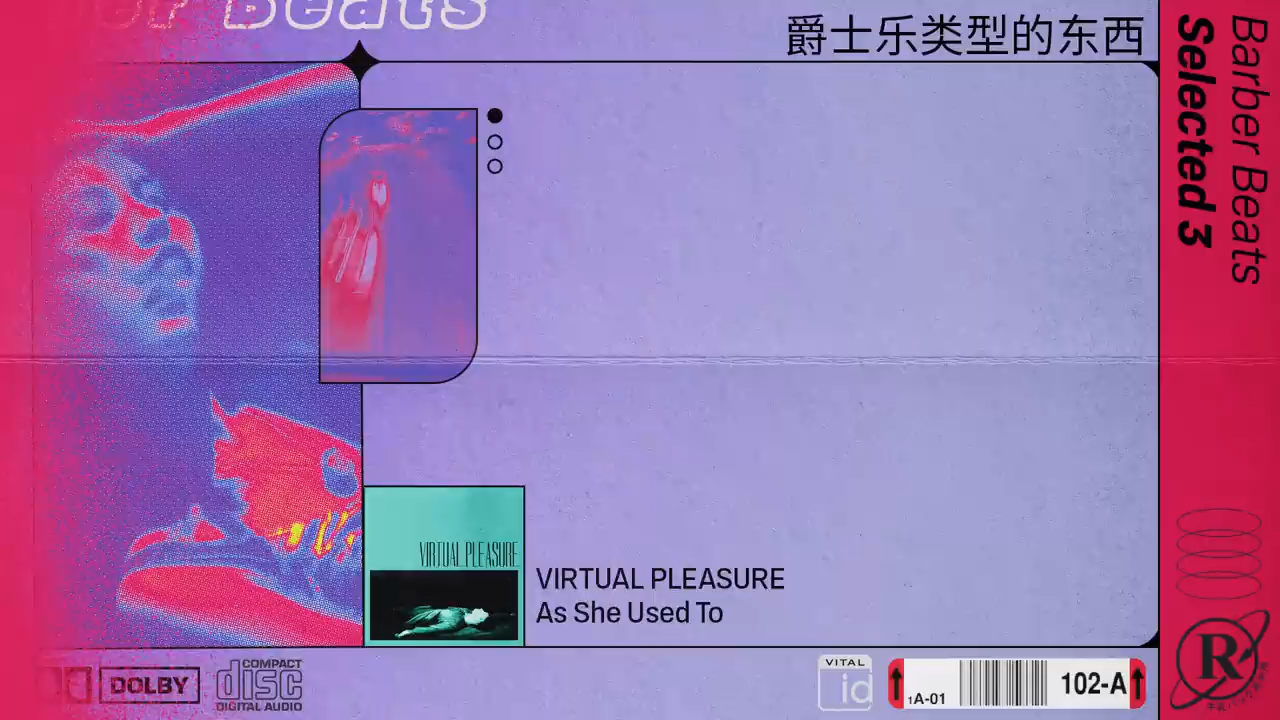 Beats
爵士乐类型的东西
Barber Beats
Selected 3
VIRTUAL PLEASURE
VIRTUAL PLEASURE
As She Used To
DOLBY
COMPACT
disc
DIGITAL AUDIO
VITAL
id
1A-01
102-A
R